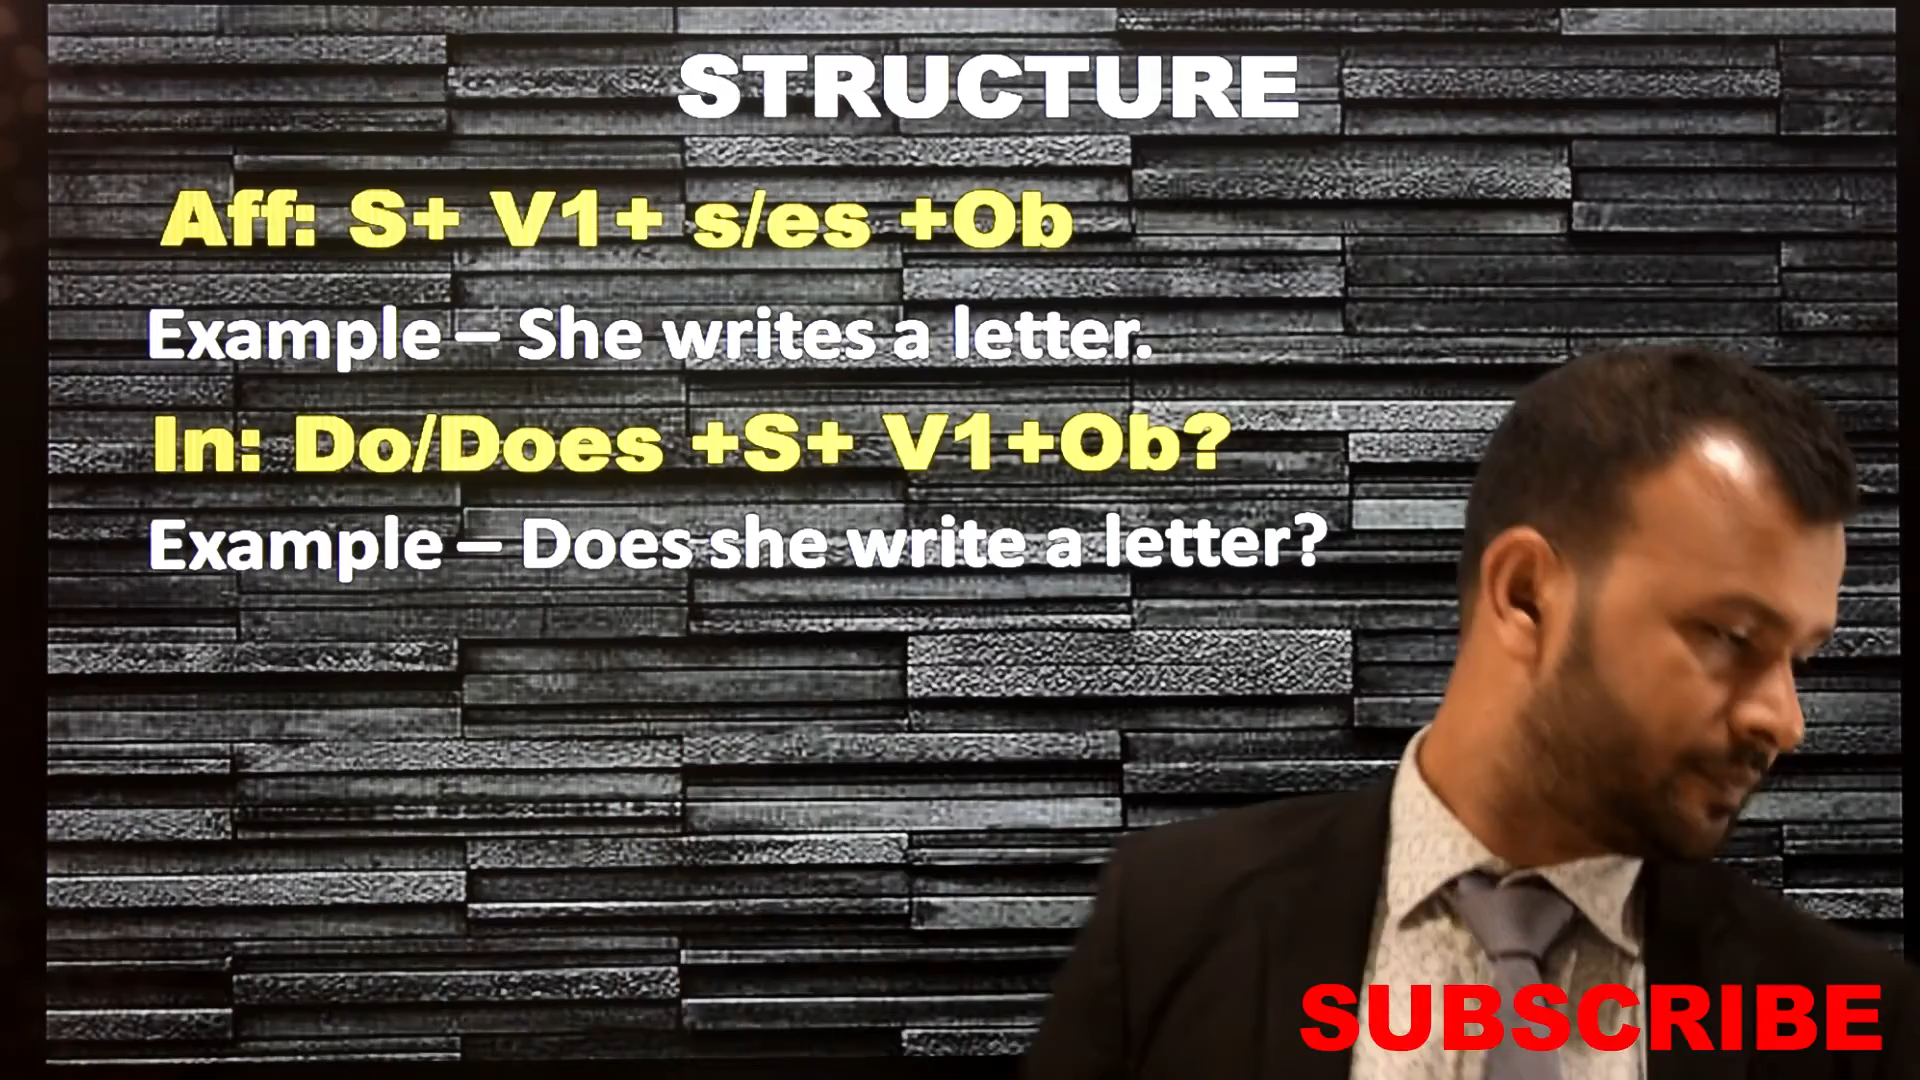 STRUCTURE
Aff: S+ V1+ s/es +Ob
Example – She writes a letter.
In: Do/Does +S+ V1+Ob?
Example – Does she write a letter?
SUBSCRIBE